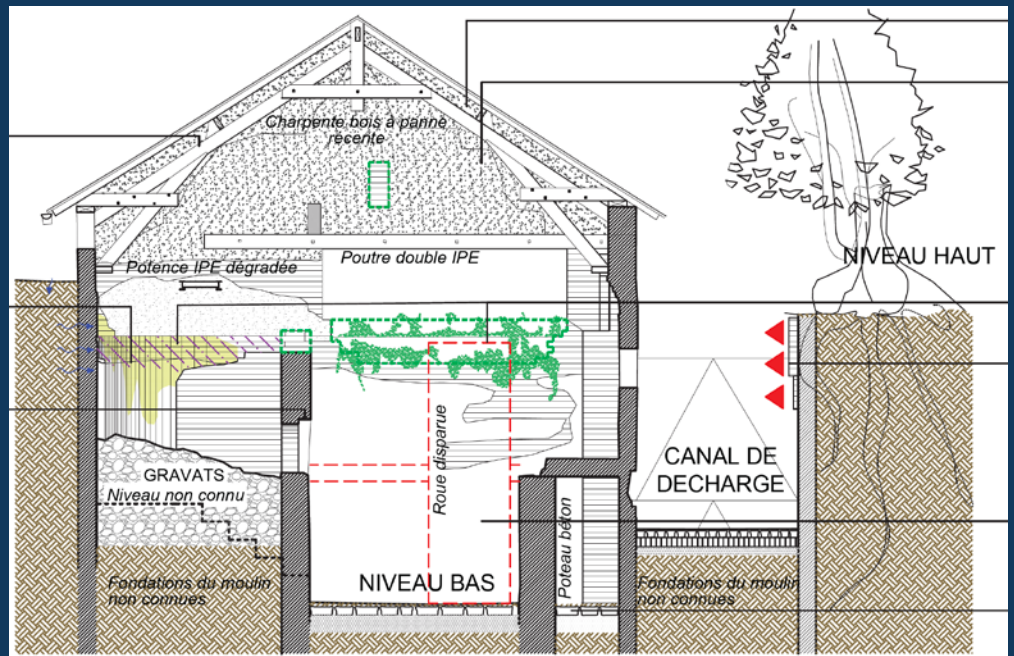 Charpente bois à panne
récente
NIVEAU HAUT
Potence IPE dégradée
Poutre double IPE
Roue disparue
CANAL DE
DECHARGE
GRAVATS
Niveau non connu
Poteau béton
Fondations du moulin
non connues
NIVEAU BAS
Fondations du moulin
non connues